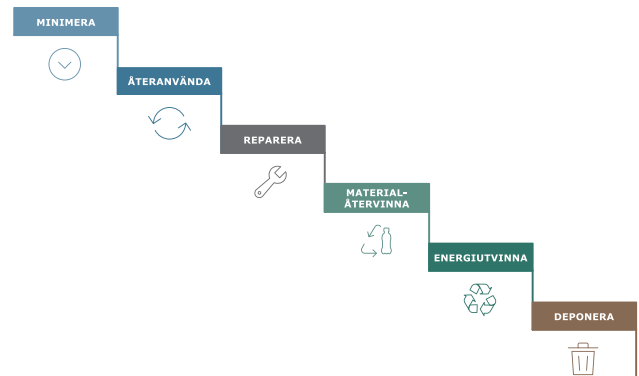 MINIMERA
ÅTERANVÄNDA
REPARERA
MATERIAL-
ÅTERVINNA
ENERGIUTVINNA
DEPONERA